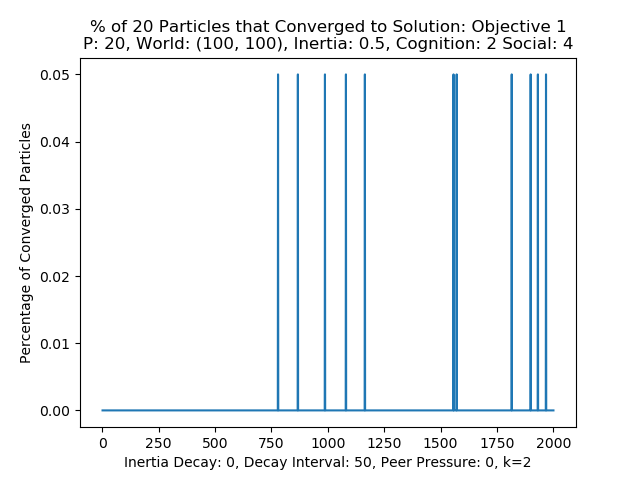 % of 20 Particles that Converged to Solution: Objective 1
P: 20, World: (100, 100), Inertia: 0.5, Cognition: 2 Social: 4
Percentage of Converged Particles
0.05
0.04
0.03
0.02
0.01
0.00
0 250 500 750 1000 1250 1500 1750 2000
Inertia Decay: 0, Decay Interval: 50, Peer Pressure: 0, k=2